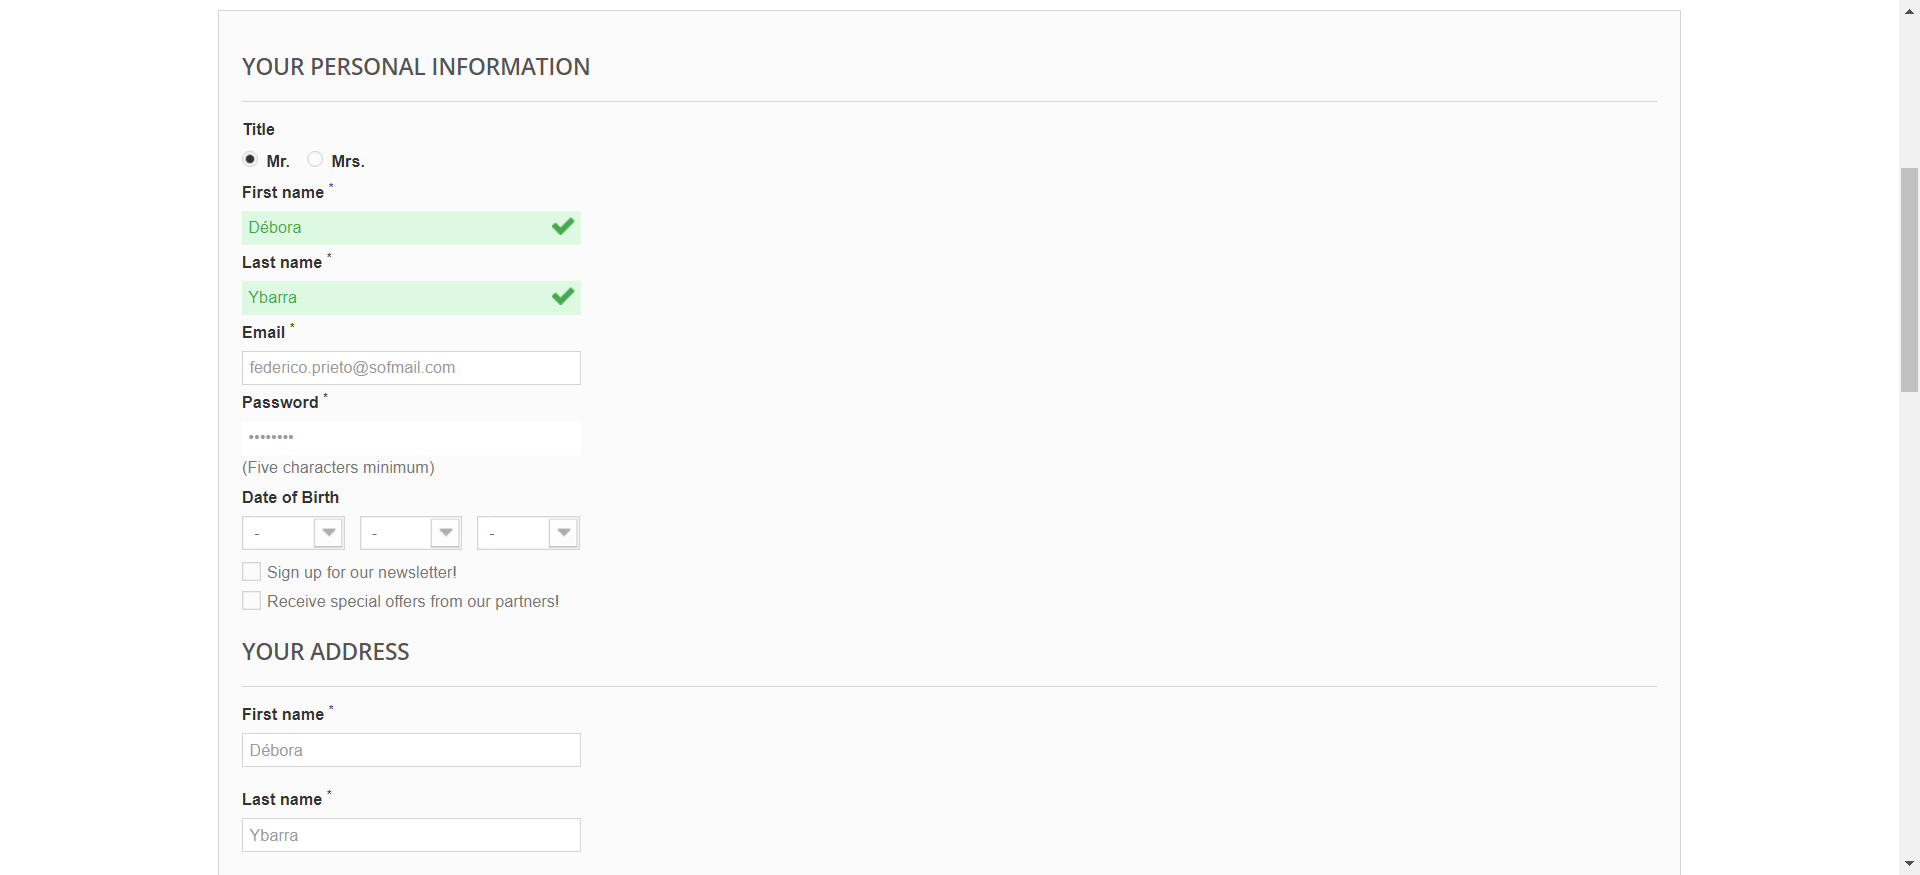 YOUR PERSONAL INFORMATION
Title
Mr. Mrs.
First name *
Débora
Last name *
Ybarra
Email *
federico.prieto@sofmail.com
Password *
••••••••
(Five characters minimum)
Date of Birth
- - -
Sign up for our newsletter!
Receive special offers from our partners!
YOUR ADDRESS
First name *
Débora
Last name *
Ybarra